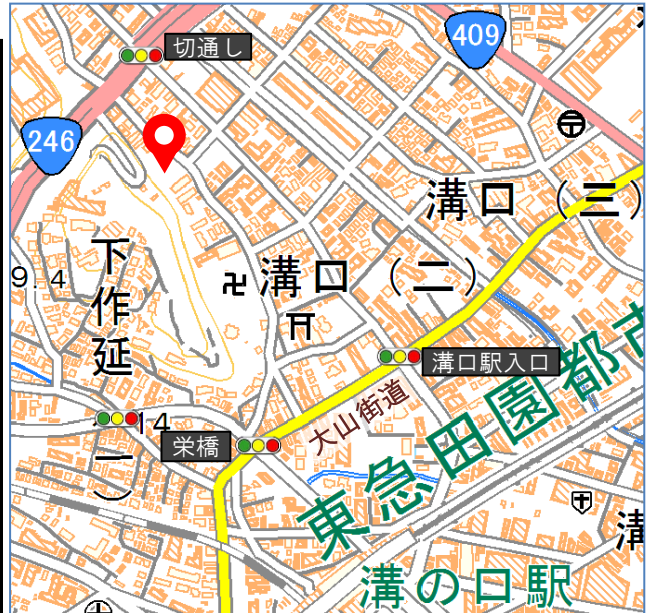 切通し
409
246
溝口(三)
下作延
9.4
溝口(二)
溝口駅入口
大山街道
14
栄橋
東急田園都市
(二)
溝
溝の口駅